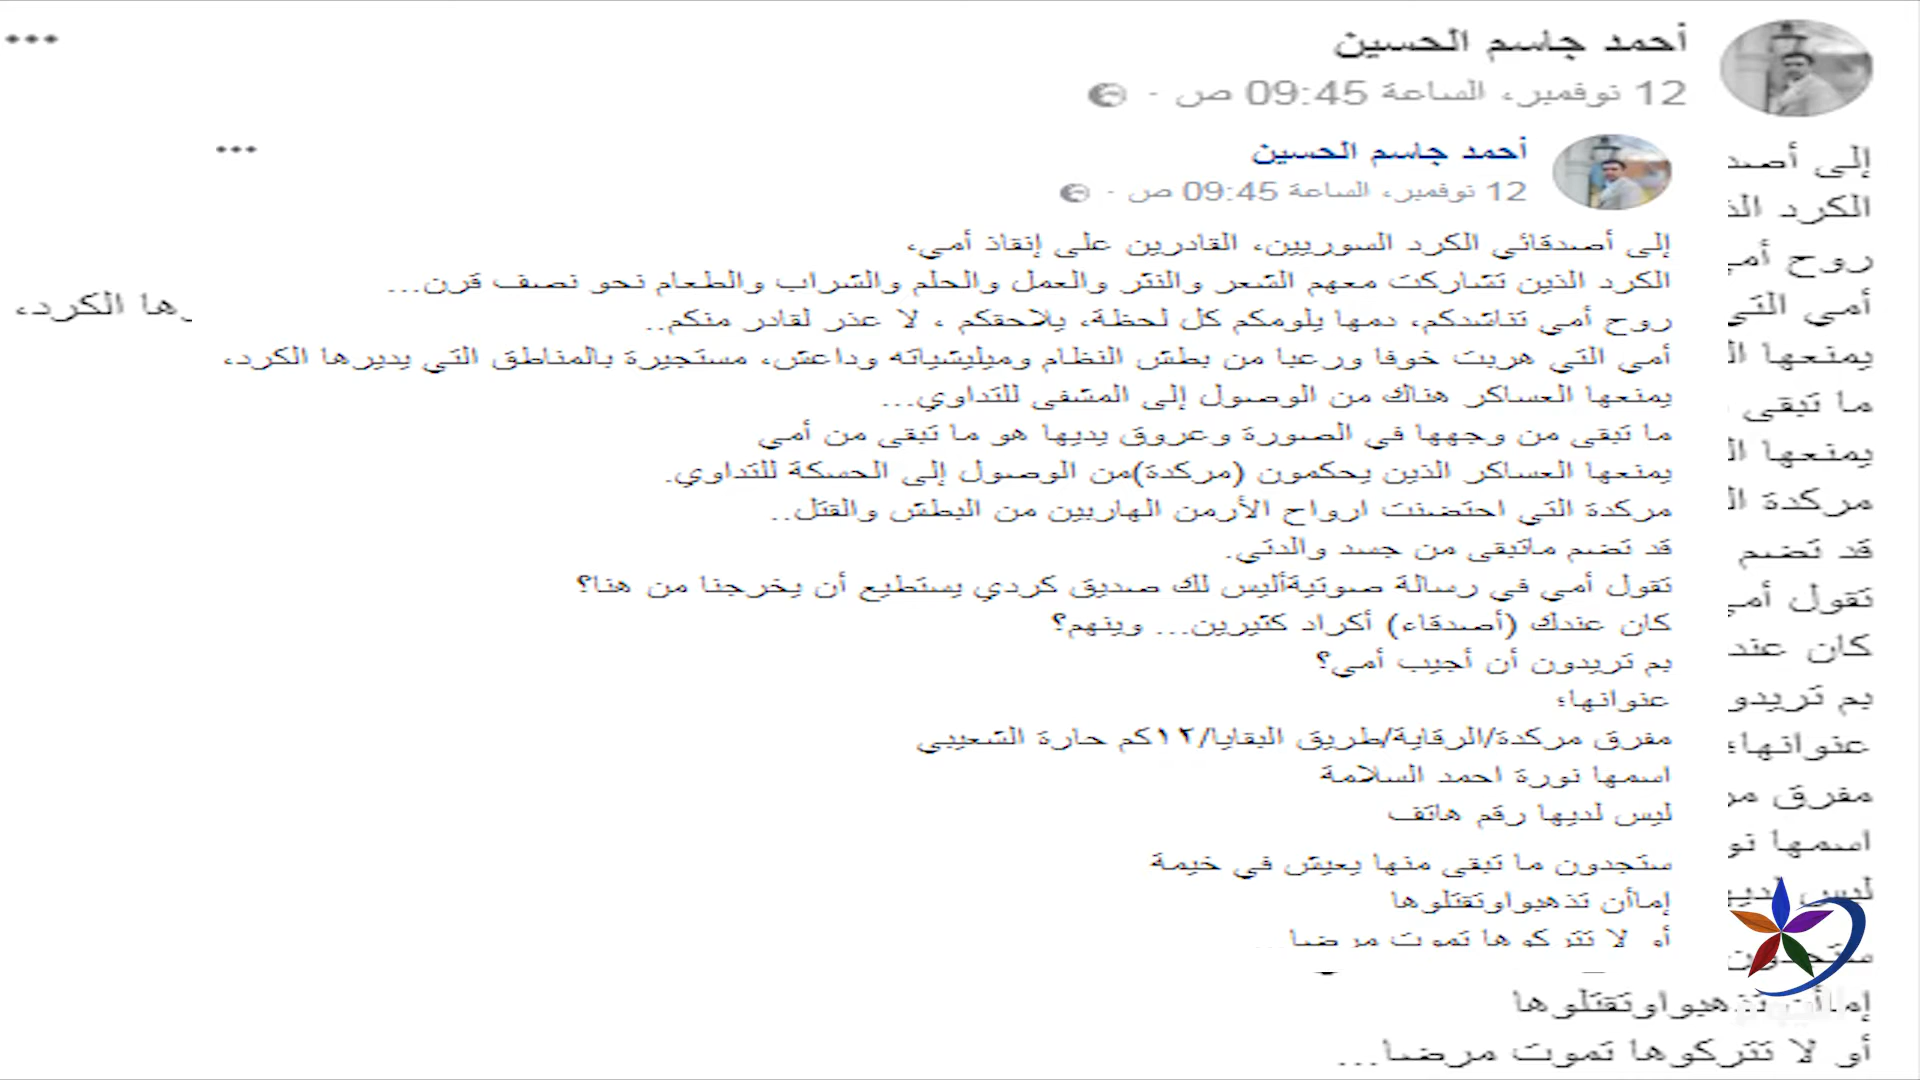 أحمد جاسم الحسين
12 نوفمبر، الساعة 09:45 ص ·
أحمد جاسم الحسين
12 نوفمبر، الساعة 09:45 ص ·
إلى أصدقائي الكرد السوريين، القادرين على إنقاذ أمي،
الكرد الذين تشاركت معهم الشعر والنثر والعمل والحلم والشراب والطعام نحو نصف قرن...
روح أمي تناشدكم، دمها يلومكم كل لحظة، يلاحقكم ، لا عذر لقادر منكم..
أمي التي هربت خوفا ورعبا من بطش النظام وميليشياته وداعش، مستجيرة بالمناطق التي يديرها الكرد،
يمنعها العساكر هناك من الوصول إلى المشفى للتداوي...
ما تبقى من وجهها في الصورة وعروق يديها هو ما تبقى من أمي
يمنعها العساكر الذين يحكمون (مركدة)من الوصول إلى الحسكة للتداوي.
مركدة التي احتضنت ارواح الأرمن الهاربين من البطش والقتل..
قد تضم ماتبقى من جسد والدتي.
تقول أمي في رسالة صوتيةأليس لك صديق كردي يستطيع أن يخرجنا من هنا؟
كان عندك (أصدقاء) أكراد كثيرين... وينهم؟
بم تريدون أن أجيب أمي؟
عنوانها؛
مفرق مركدة/الرقاية/طريق البقايا/١٢كم حارة الشعيبي
اسمها نورة احمد السلامة
ليس لديها رقم هاتف
ستجدون ما تبقى منها يعيش في خيمة
إماأن تذهبواوتقتلوها
أو لا تتركوها تموت مرضا...
إلى أصد
الكرد الذ
روح أمي
أمي التي
رها الكرد،
يمنعها ال
ما تبقى
يمنعها ال
مركدة ال
قد تضم
تقول أمي
كان عند
بم تريدو
عنوانها؛
مفرق مر
اسمها نو
ليس لديها
ستجدون
إماأن تذهبواوتقتلوها
أو لا تتركوها تموت مرضا...